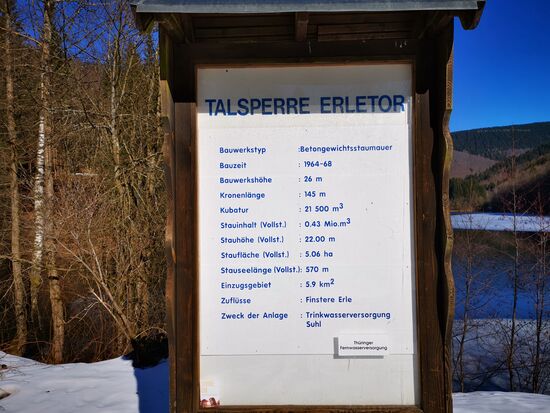 TALSPERRE ERLETOR
Bauwerkstyp :Betongewichtsstaumauer
Bauzeit : 1964-68
Bauwerkshöhe : 26 m
Kronenlänge : 145 m
Kubatur : 21 500 m³
Stauinhalt (Vollst.) : 0.43 Mio.m³
Stauhöhe (Vollst.) : 22.00 m
Staufläche (Vollst.) : 5.06 ha
Stauseelänge (Vollst.) : 570 m
Einzugsgebiet : 5.9 km²
Zuflüsse : Finstere Erle
Zweck der Anlage : Trinkwasserversorgung
Suhl
Thüringer
Fernwasserversorgung